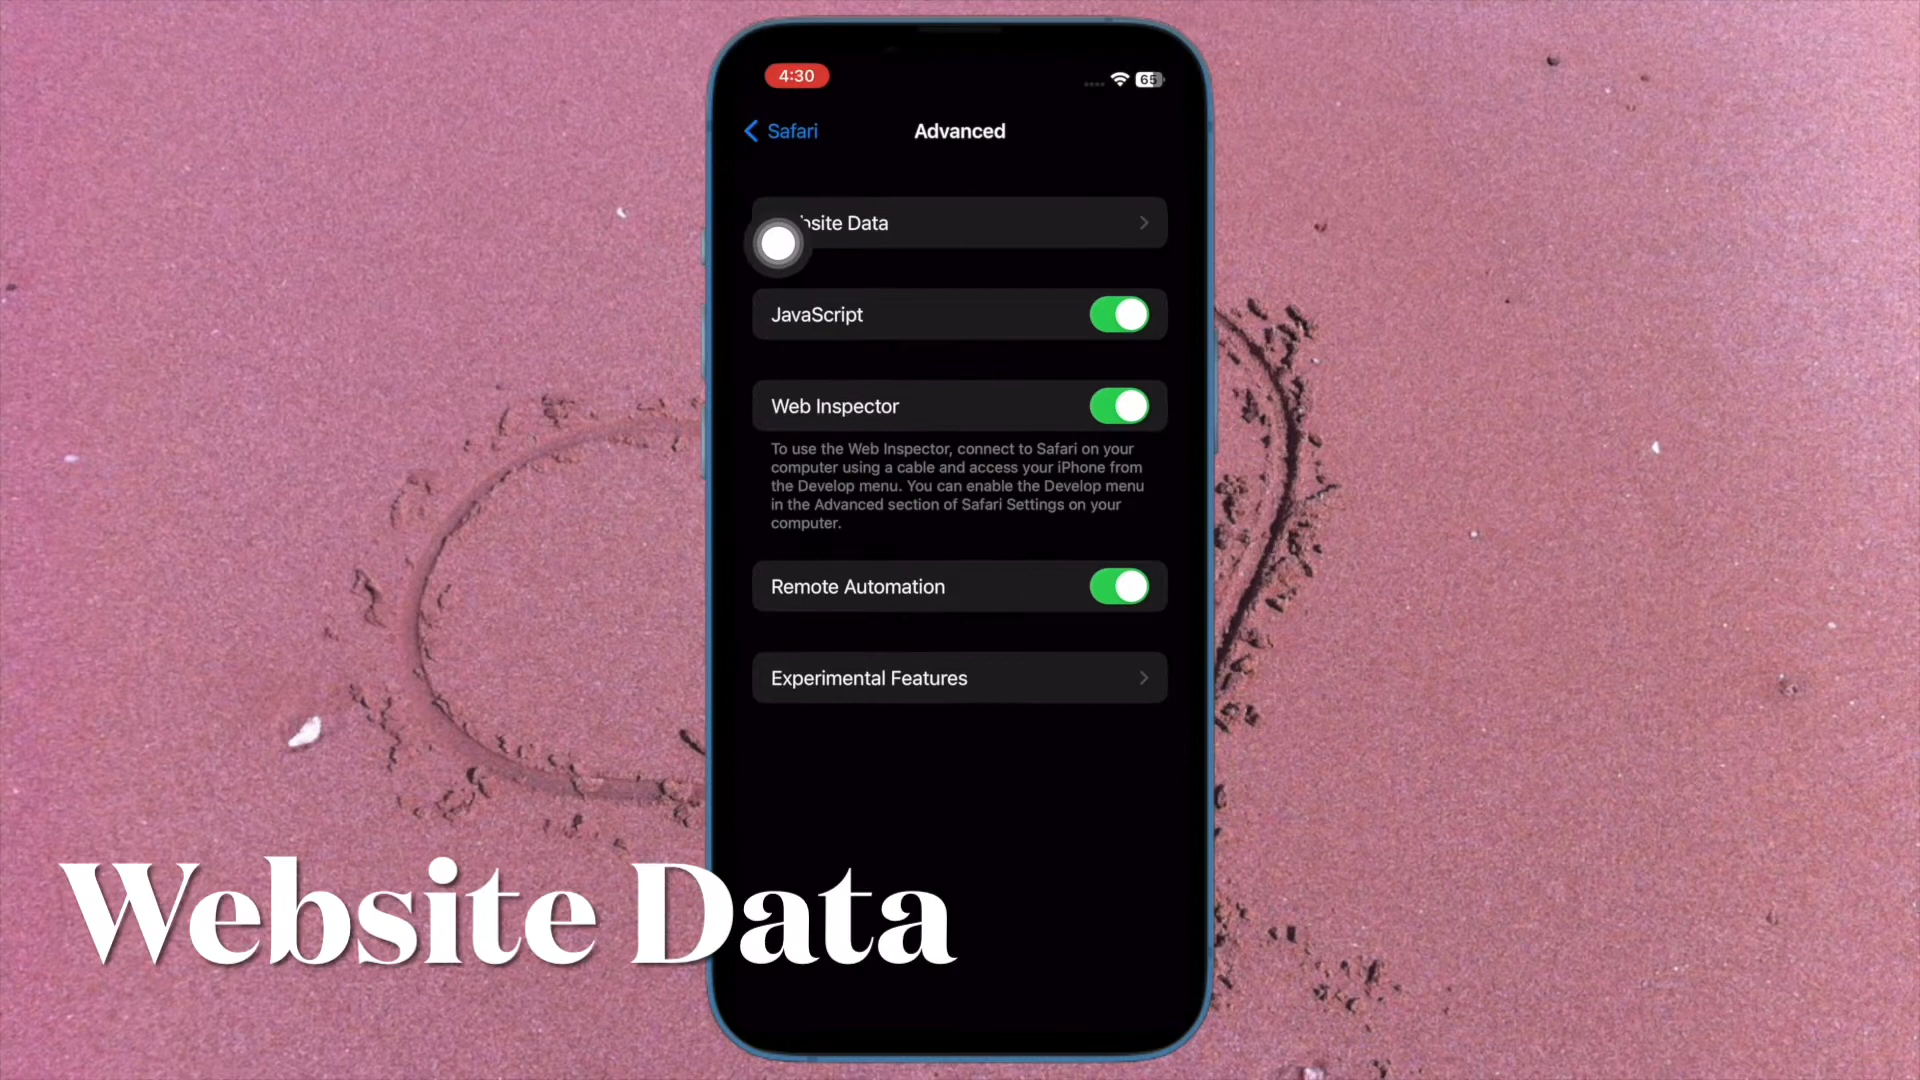 4:30
65
Safari
Advanced
bsite Data
JavaScript
Web Inspector
To use the Web Inspector, connect to Safari on your
computer using a cable and access your iPhone from
the Develop menu. You can enable the Develop menu
in the Advanced section of Safari Settings on your
computer.
Remote Automation
Experimental Features
Website Data